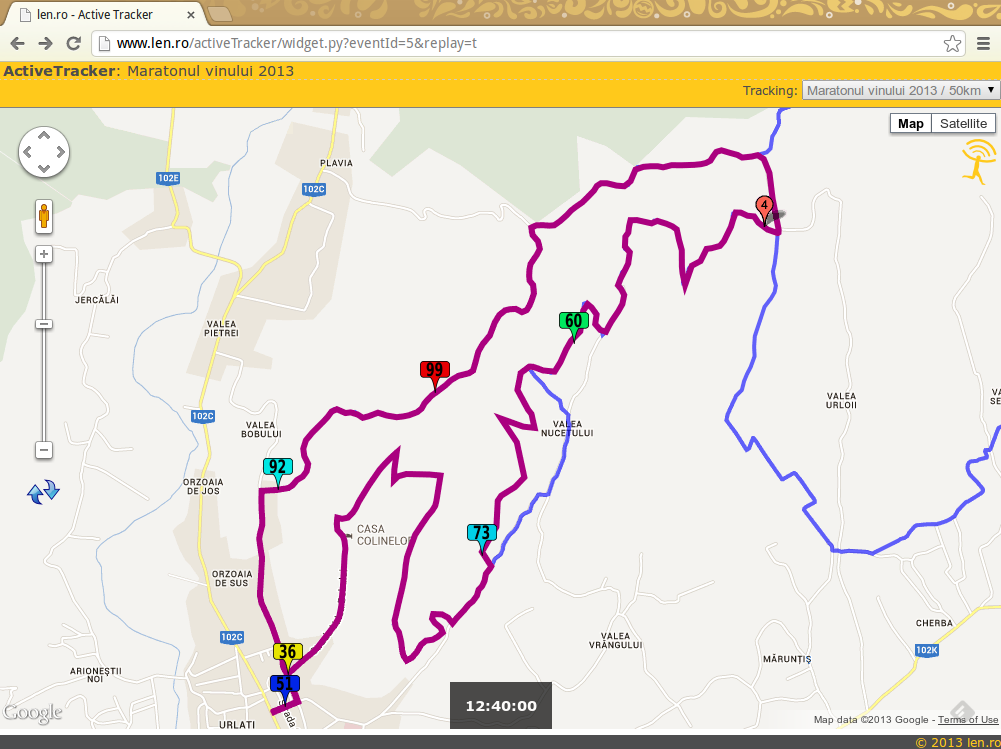 len.ro - Active Tracker
www.len.ro/activeTracker/widget.py?eventId=5&replay=t
ActiveTracker: Maratonul vinului 2013
Tracking: Maratonul vinului 2013 / 50km
Map Satellite
PLAVIA
102E
102C
4
JERCĂLĂI
60
VALEA
PIETREI
99
VALEA
URLOII
VA
SE
102C
VALEA
BOBULUI
VALEA
NUCETULUI
92
ORZOAIA
DE JOS
CASA
COLINELOR
73
ORZOAIA
DE SUS
102C
CHERBA
VALEA
VRÂNGULUI
36
102K
MĂRUNȚIȘ
ARIONEȘTII
NOI
51
12:40:00
Google
URLATI
Map data ©2013 Google - Terms of Use
© 2013 len.ro